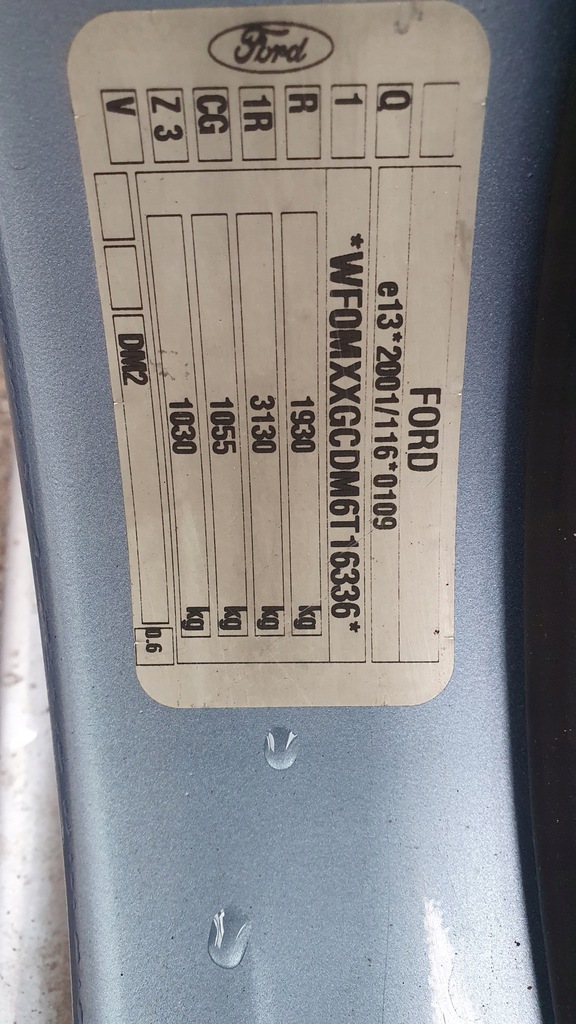 Ford
FORD
e13*2001/116*0109
*WF0MXXGCDM6T16336*
1930 kg
3130 kg
1055 kg
1030 kg
Q
1
R
1R
CG
Z 3
V
DM2
0.6